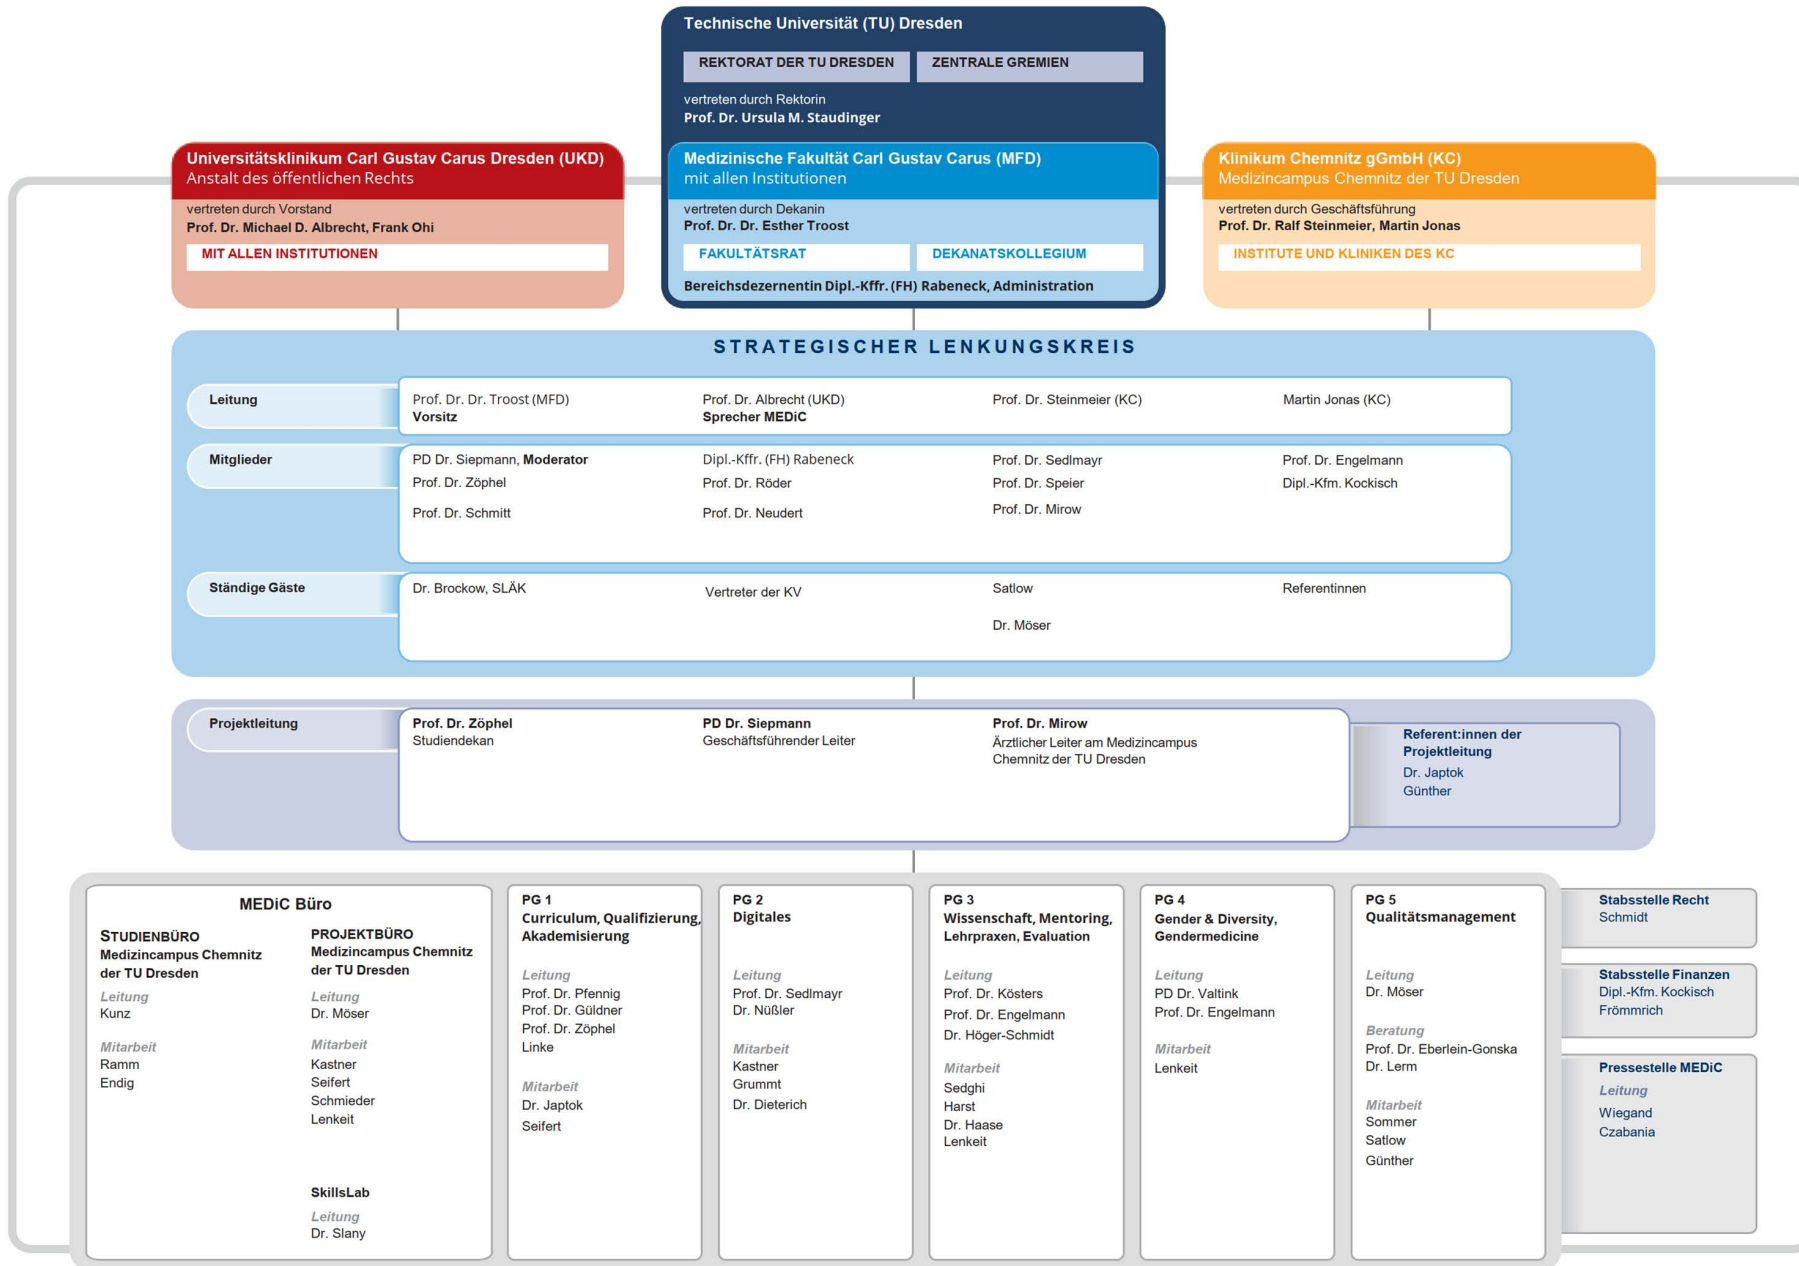 Technische Universität (TU) Dresden
REKTORAT DER TU DRESDEN
ZENTRALE GREMIEN
vertreten durch Rektorin
Prof. Dr. Ursula M. Staudinger
Universitätsklinikum Carl Gustav Carus Dresden (UKD)
Anstalt des öffentlichen Rechts
vertreten durch Vorstand
Prof. Dr. Michael D. Albrecht, Frank Ohi
MIT ALLEN INSTITUTIONEN
Medizinische Fakultät Carl Gustav Carus (MFD)
mit allen Institutionen
vertreten durch Dekanin
Prof. Dr. Dr. Esther Troost
FAKULTÄTSRAT
DEKANATSKOLLEGIUM
Bereichsdezernentin Dipl.-Kffr. (FH) Rabeneck, Administration
Klinikum Chemnitz gGmbH (KC)
Medizincampus Chemnitz der TU Dresden
vertreten durch Geschäftsführung
Prof. Dr. Ralf Steinmeier, Martin Jonas
INSTITUTE UND KLINIKEN DES KC
STRATEGISCHER LENKUNGSKREIS
Leitung
Prof. Dr. Dr. Troost (MFD)
Vorsitz
Prof. Dr. Albrecht (UKD)
Sprecher MEDiC
Prof. Dr. Steinmeier (KC)
Martin Jonas (KC)
Mitglieder
PD Dr. Siepmann, Moderator
Prof. Dr. Zöphel
Prof. Dr. Schmitt
Dipl.-Kffr. (FH) Rabeneck
Prof. Dr. Röder
Prof. Dr. Neudert
Prof. Dr. Sedlmayr
Prof. Dr. Speier
Prof. Dr. Mirow
Prof. Dr. Engelmann
Dipl.-Kfm. Kockisch
Ständige Gäste
Dr. Brockow, SLÄK
Vertreter der KV
Satlow
Dr. Möser
Referentinnen
Projektleitung
Prof. Dr. Zöphel
Studiendekan
PD Dr. Siepmann
Geschäftsführender Leiter
Prof. Dr. Mirow
Ärztlicher Leiter am Medizincampus
Chemnitz der TU Dresden
Referent:innen der
Projektleitung
Dr. Japtok
Günther
MEDiC Büro
STUDIENBÜRO
Medizincampus Chemnitz
der TU Dresden
Leitung
Kunz
Mitarbeit
Ramm
Endig
PROJEKTBÜRO
Medizincampus Chemnitz
der TU Dresden
Leitung
Dr. Möser
Mitarbeit
Kastner
Seifert
Schmieder
Lenkeit
SkillsLab
Leitung
Dr. Slany
PG 1
Curriculum, Qualifizierung,
Akademisierung
Leitung
Prof. Dr. Pfennig
Prof. Dr. Güldner
Prof. Dr. Zöphel
Linke
Mitarbeit
Dr. Japtok
Seifert
PG 2
Digitales
Leitung
Prof. Dr. Sedlmayr
Dr. Nüßler
Mitarbeit
Kastner
Grummt
Dr. Dieterich
PG 3
Wissenschaft, Mentoring,
Lehrpraxen, Evaluation
Leitung
Prof. Dr. Kösters
Prof. Dr. Engelmann
Dr. Höger-Schmidt
Mitarbeit
Sedghi
Harst
Dr. Haase
Lenkeit
PG 4
Gender & Diversity,
Gendermedicine
Leitung
PD Dr. Valtink
Prof. Dr. Engelmann
Mitarbeit
Lenkeit
PG 5
Qualitätsmanagement
Leitung
Dr. Möser
Beratung
Prof. Dr. Eberlein-Gonska
Dr. Lerm
Mitarbeit
Sommer
Satlow
Günther
Stabsstelle Recht
Schmidt
Stabsstelle Finanzen
Dipl.-Kfm. Kockisch
Frömmrich
Pressestelle MEDiC
Leitung
Wiegand
Czabania